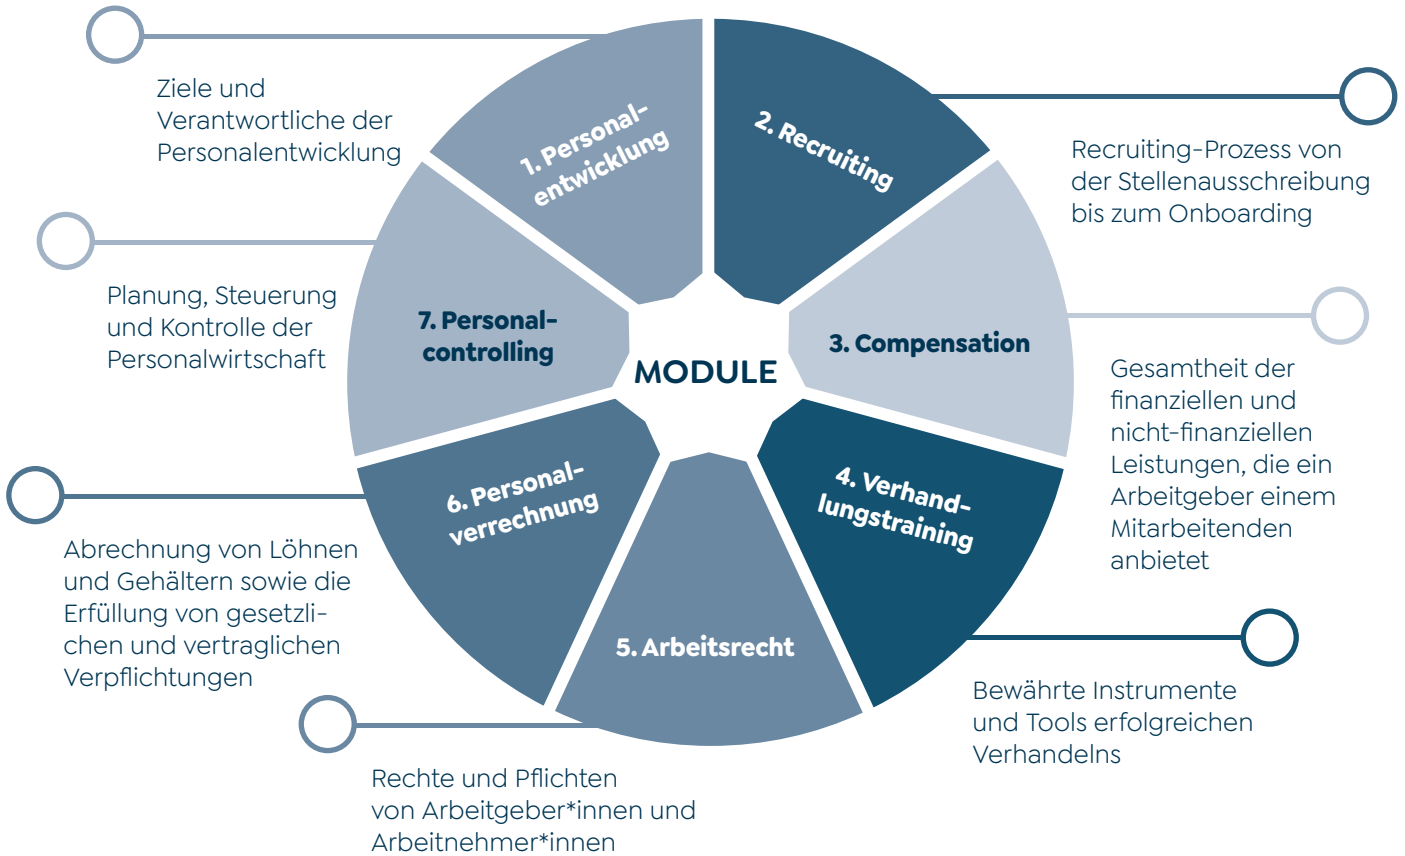 Ziele und
Verantwortliche der
Personalentwicklung
1. Personal-
entwicklung
2. Recruiting
Recruiting-Prozess von
der Stellenausschreibung
bis zum Onboarding
3. Compensation
Gesamtheit der
finanziellen und
nicht-finanziellen
Leistungen, die ein
Arbeitgeber einem
Mitarbeitenden
anbietet
4. Verhand-
lungstraining
Bewährte Instrumente
und Tools erfolgreichen
Verhandelns
5. Arbeitsrecht
Rechte und Pflichten
von Arbeitgeber*innen und
Arbeitnehmer*innen
6. Personal-
verrechnung
Abrechnung von Löhnen
und Gehältern sowie die
Erfüllung von gesetzli-
chen und vertraglichen
Verpflichtungen
7. Personal-
controlling
Planung, Steuerung
und Kontrolle der
Personalwirtschaft
MODULE